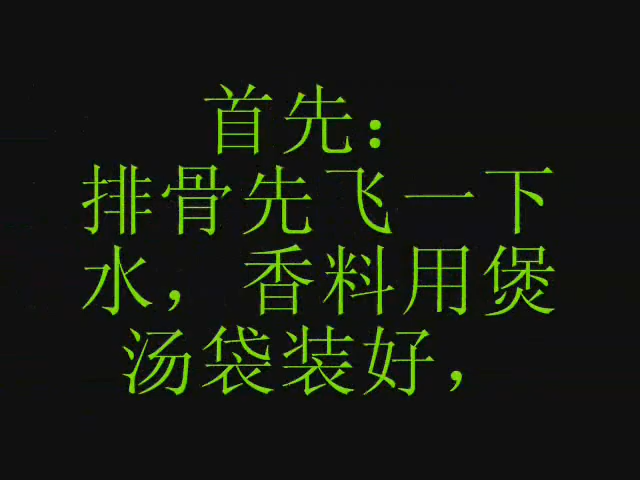 首先：
排骨先飞一下
水，香料用煲
汤袋装好，